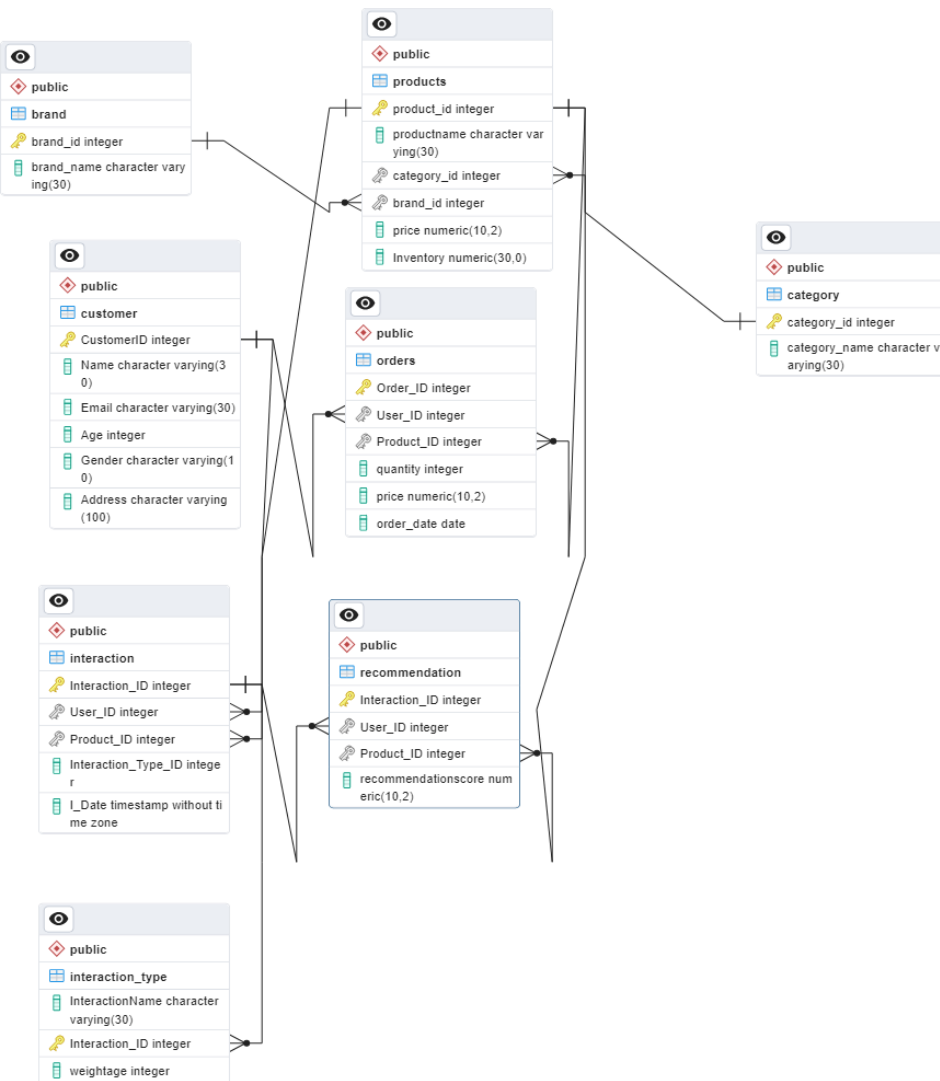 public
products
product_id integer
productname character var
ying(30)
category_id integer
brand_id integer
price numeric(10,2)
Inventory numeric(30,0)
public
brand
brand_id integer
brand_name character vary
ing(30)
public
category
category_id integer
category_name character v
arying(30)
public
customer
CustomerID integer
Name character varying(3
0)
Email character varying(30)
Age integer
Gender character varying(1
0)
Address character varying
(100)
public
orders
Order_ID integer
User_ID integer
Product_ID integer
quantity integer
price numeric(10,2)
order_date date
public
interaction
Interaction_ID integer
User_ID integer
Product_ID integer
Interaction_Type_ID intege
r
I_Date timestamp without ti
me zone
public
recommendation
Interaction_ID integer
User_ID integer
Product_ID integer
recommendationscore num
eric(10,2)
public
interaction_type
InteractionName character
varying(30)
Interaction_ID integer
weightage integer